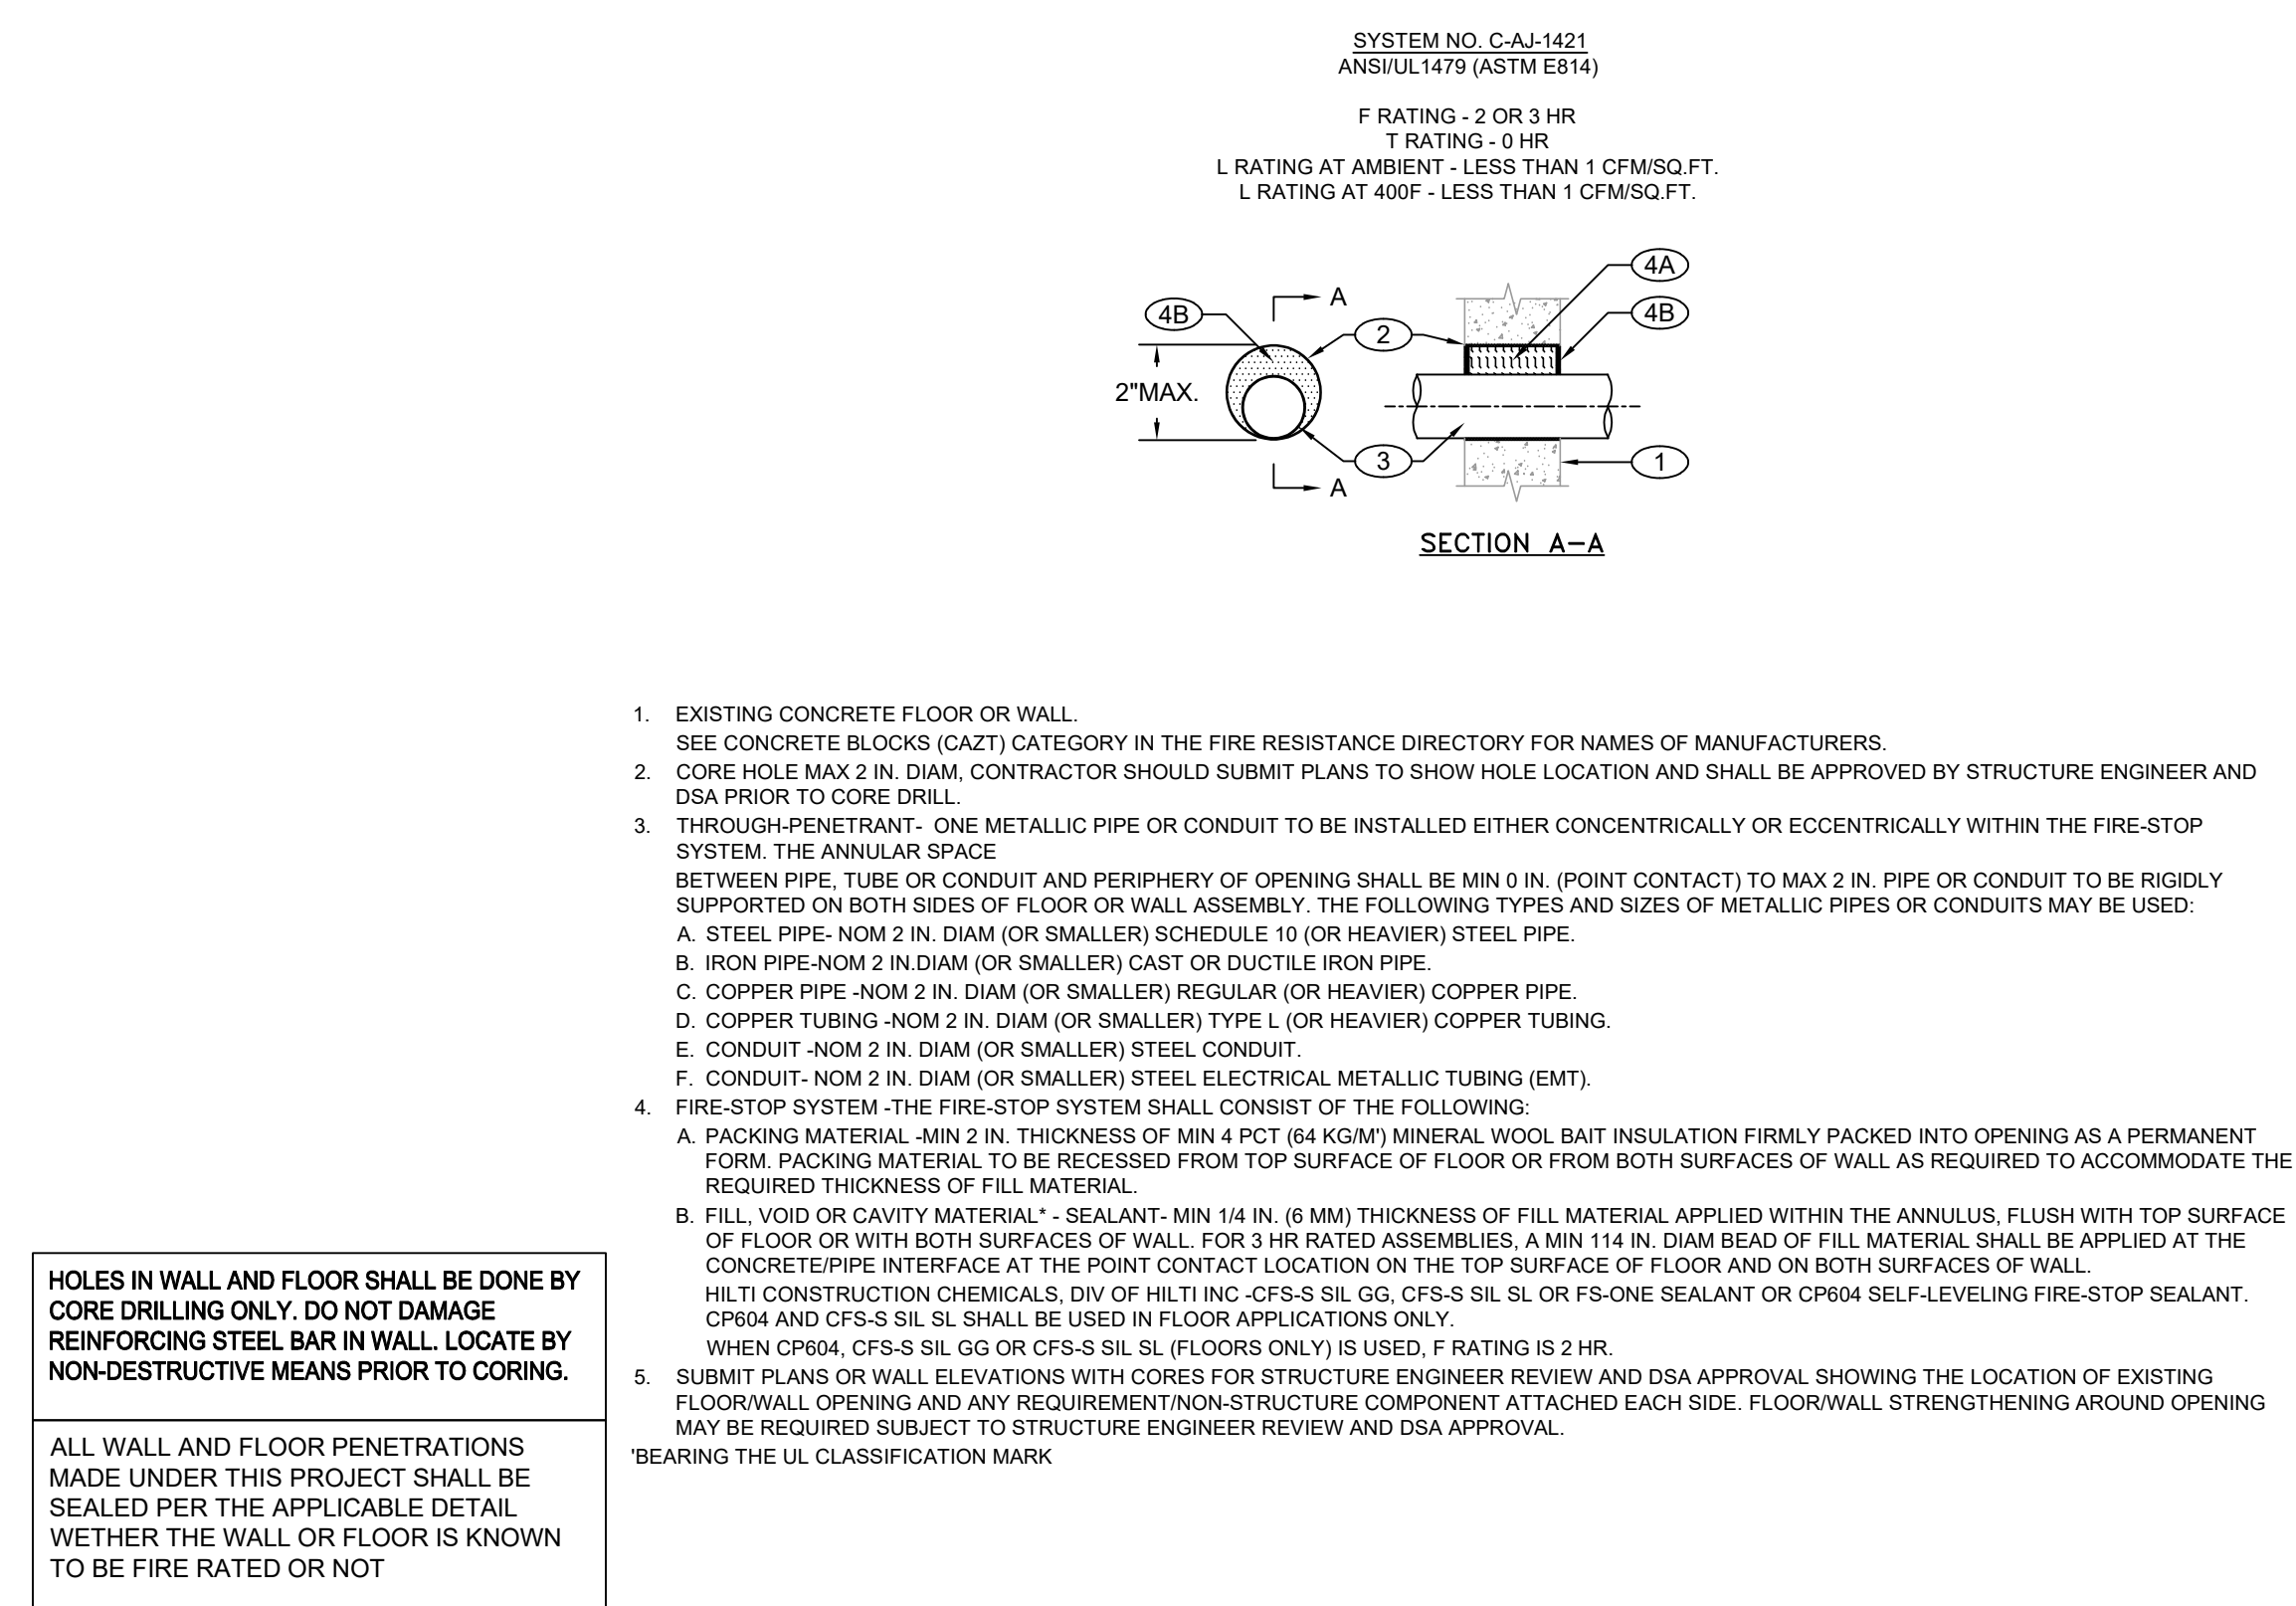 SYSTEM NO. C-AJ-1421
ANSI/UL1479 (ASTM E814)
F RATING - 2 OR 3 HR
T RATING - 0 HR
L RATING AT AMBIENT - LESS THAN 1 CFM/SQ.FT.
L RATING AT 400F - LESS THAN 1 CFM/SQ.FT.
4A
A
4B
4B
2
2"MAX.
3
1
A
SECTION A-A
1. EXISTING CONCRETE FLOOR OR WALL.
SEE CONCRETE BLOCKS (CAZT) CATEGORY IN THE FIRE RESISTANCE DIRECTORY FOR NAMES OF MANUFACTURERS.
2. CORE HOLE MAX 2 IN. DIAM, CONTRACTOR SHOULD SUBMIT PLANS TO SHOW HOLE LOCATION AND SHALL BE APPROVED BY STRUCTURE ENGINEER AND
DSA PRIOR TO CORE DRILL.
3. THROUGH-PENETRANT- ONE METALLIC PIPE OR CONDUIT TO BE INSTALLED EITHER CONCENTRICALLY OR ECCENTRICALLY WITHIN THE FIRE-STOP
SYSTEM. THE ANNULAR SPACE
BETWEEN PIPE, TUBE OR CONDUIT AND PERIPHERY OF OPENING SHALL BE MIN 0 IN. (POINT CONTACT) TO MAX 2 IN. PIPE OR CONDUIT TO BE RIGIDLY
SUPPORTED ON BOTH SIDES OF FLOOR OR WALL ASSEMBLY. THE FOLLOWING TYPES AND SIZES OF METALLIC PIPES OR CONDUITS MAY BE USED:
A. STEEL PIPE- NOM 2 IN. DIAM (OR SMALLER) SCHEDULE 10 (OR HEAVIER) STEEL PIPE.
B. IRON PIPE-NOM 2 IN.DIAM (OR SMALLER) CAST OR DUCTILE IRON PIPE.
C. COPPER PIPE -NOM 2 IN. DIAM (OR SMALLER) REGULAR (OR HEAVIER) COPPER PIPE.
D. COPPER TUBING -NOM 2 IN. DIAM (OR SMALLER) TYPE L (OR HEAVIER) COPPER TUBING.
E. CONDUIT -NOM 2 IN. DIAM (OR SMALLER) STEEL CONDUIT.
F. CONDUIT- NOM 2 IN. DIAM (OR SMALLER) STEEL ELECTRICAL METALLIC TUBING (EMT).
4. FIRE-STOP SYSTEM -THE FIRE-STOP SYSTEM SHALL CONSIST OF THE FOLLOWING:
A. PACKING MATERIAL -MIN 2 IN. THICKNESS OF MIN 4 PCT (64 KG/M') MINERAL WOOL BAIT INSULATION FIRMLY PACKED INTO OPENING AS A PERMANENT
FORM. PACKING MATERIAL TO BE RECESSED FROM TOP SURFACE OF FLOOR OR FROM BOTH SURFACES OF WALL AS REQUIRED TO ACCOMMODATE THE
REQUIRED THICKNESS OF FILL MATERIAL.
B. FILL, VOID OR CAVITY MATERIAL* - SEALANT- MIN 1/4 IN. (6 MM) THICKNESS OF FILL MATERIAL APPLIED WITHIN THE ANNULUS, FLUSH WITH TOP SURFACE
OF FLOOR OR WITH BOTH SURFACES OF WALL. FOR 3 HR RATED ASSEMBLIES, A MIN 114 IN. DIAM BEAD OF FILL MATERIAL SHALL BE APPLIED AT THE
CONCRETE/PIPE INTERFACE AT THE POINT CONTACT LOCATION ON THE TOP SURFACE OF FLOOR AND ON BOTH SURFACES OF WALL.
HILTI CONSTRUCTION CHEMICALS, DIV OF HILTI INC -CFS-S SIL GG, CFS-S SIL SL OR FS-ONE SEALANT OR CP604 SELF-LEVELING FIRE-STOP SEALANT.
CP604 AND CFS-S SIL SL SHALL BE USED IN FLOOR APPLICATIONS ONLY.
WHEN CP604, CFS-S SIL GG OR CFS-S SIL SL (FLOORS ONLY) IS USED, F RATING IS 2 HR.
5. SUBMIT PLANS OR WALL ELEVATIONS WITH CORES FOR STRUCTURE ENGINEER REVIEW AND DSA APPROVAL SHOWING THE LOCATION OF EXISTING
FLOOR/WALL OPENING AND ANY REQUIREMENT/NON-STRUCTURE COMPONENT ATTACHED EACH SIDE. FLOOR/WALL STRENGTHENING AROUND OPENING
MAY BE REQUIRED SUBJECT TO STRUCTURE ENGINEER REVIEW AND DSA APPROVAL.
'BEARING THE UL CLASSIFICATION MARK
HOLES IN WALL AND FLOOR SHALL BE DONE BY
CORE DRILLING ONLY. DO NOT DAMAGE
REINFORCING STEEL BAR IN WALL. LOCATE BY
NON-DESTRUCTIVE MEANS PRIOR TO CORING.
ALL WALL AND FLOOR PENETRATIONS
MADE UNDER THIS PROJECT SHALL BE
SEALED PER THE APPLICABLE DETAIL
WETHER THE WALL OR FLOOR IS KNOWN
TO BE FIRE RATED OR NOT